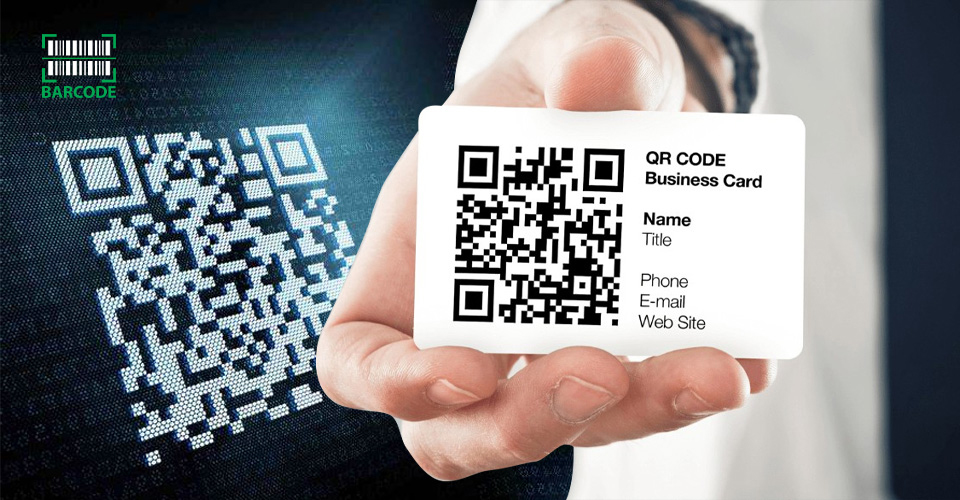 BARCODE
QR CODE
Business Card
Name
Title
Phone
E-mail
Web Site